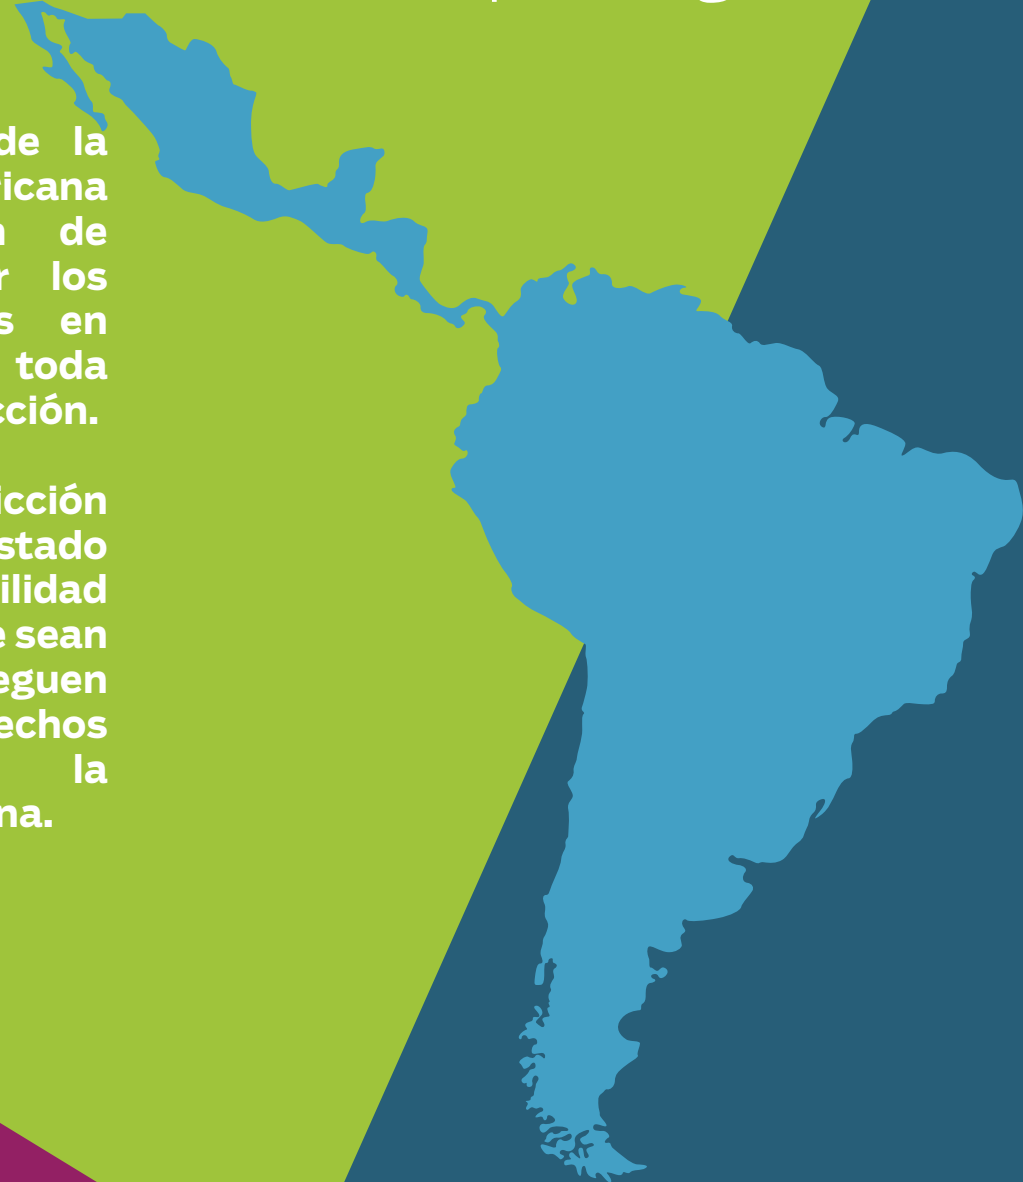 de la
ricana
de
los
s en
toda
cción.
icción
stado
ilidad
e sean
eguen
echos
la
na.